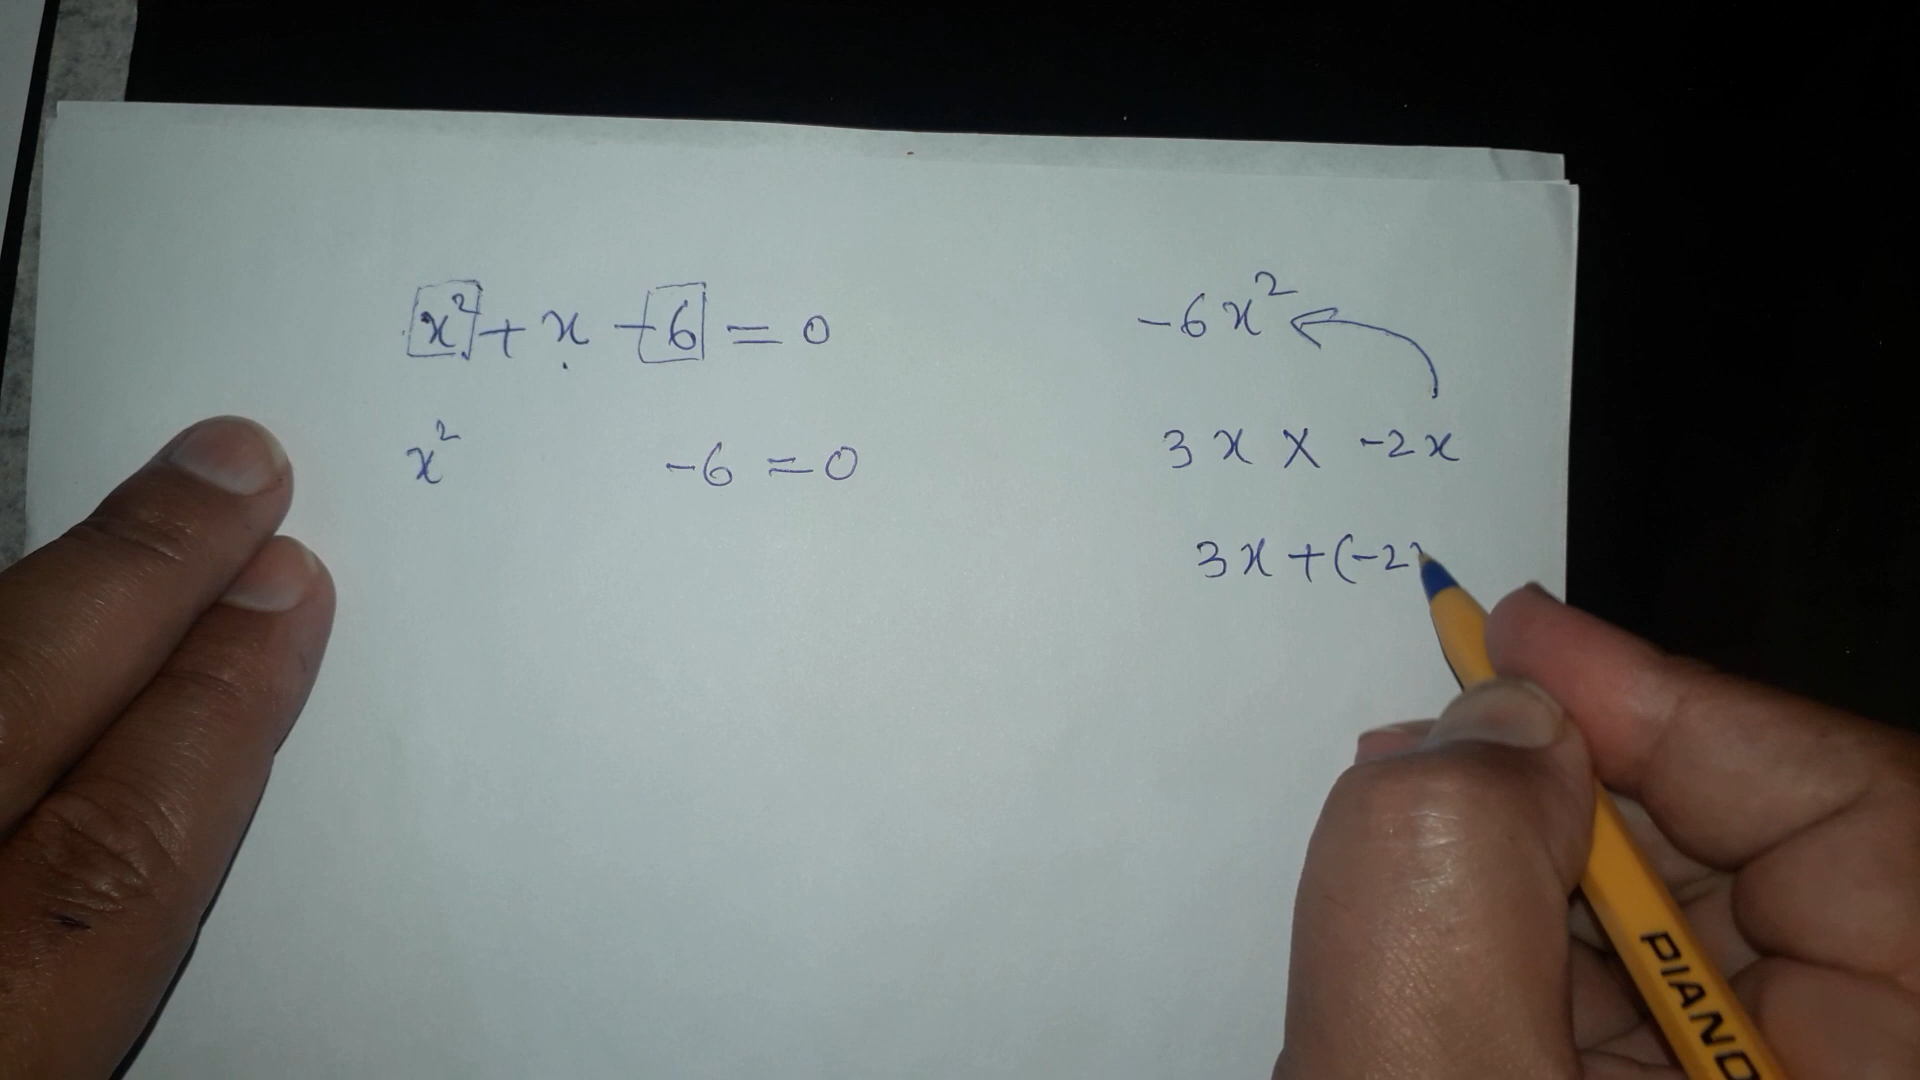 x² + x - 6 = 0
x² -6 = 0
-6x²
3x × -2x
3x + (-2
PIANO